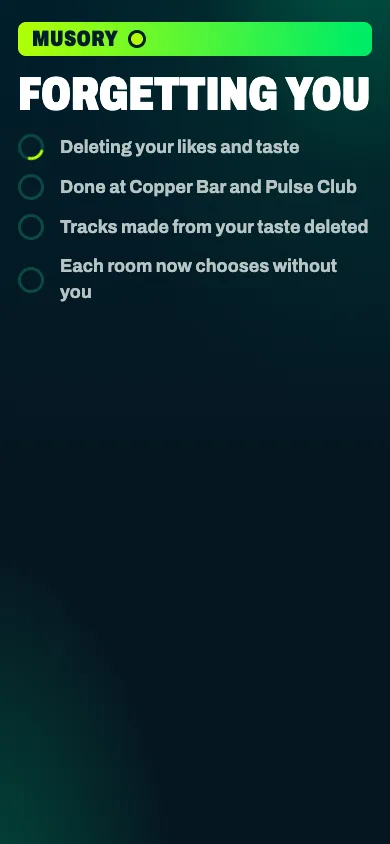 MUSORY
FORGETTING YOU
Deleting your likes and taste
Done at Copper Bar and Pulse Club
Tracks made from your taste deleted
Each room now chooses without
you